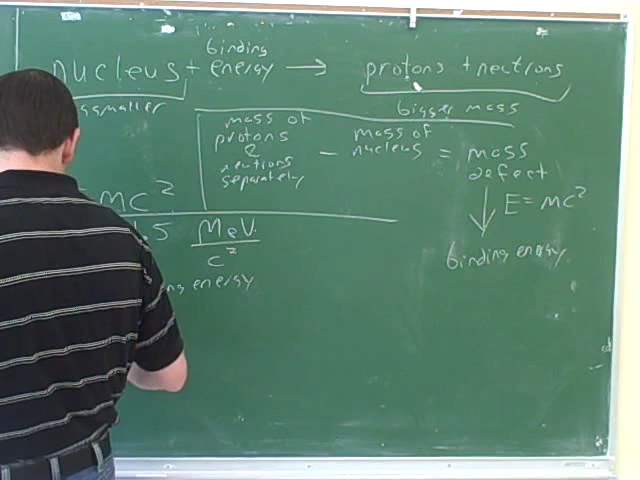 binding
nucleus + energy → protons + neutrons
smaller
bigger mass
mass of
protons
&
neutrons
separately
− mass of
nucleus
= mass
defect
E = mc²
binding energy
mc²
.5 MeV
c²
energy